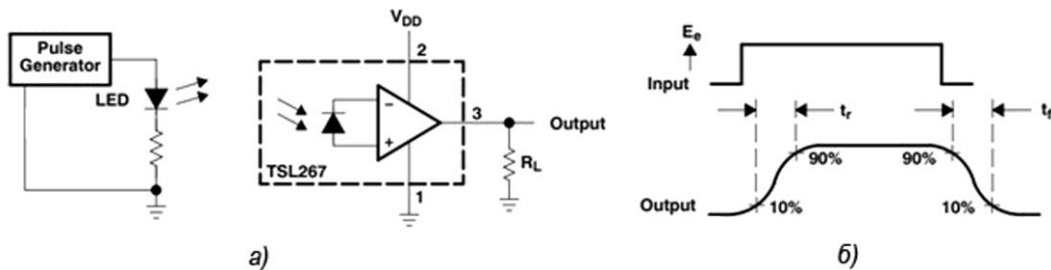 Pulse
Generator
LED
V_DD
2
−
+
3
Output
TSL267
R_L
1
a)
E_e
Input
t_r
t_f
90%
90%
Output
10%
10%
б)